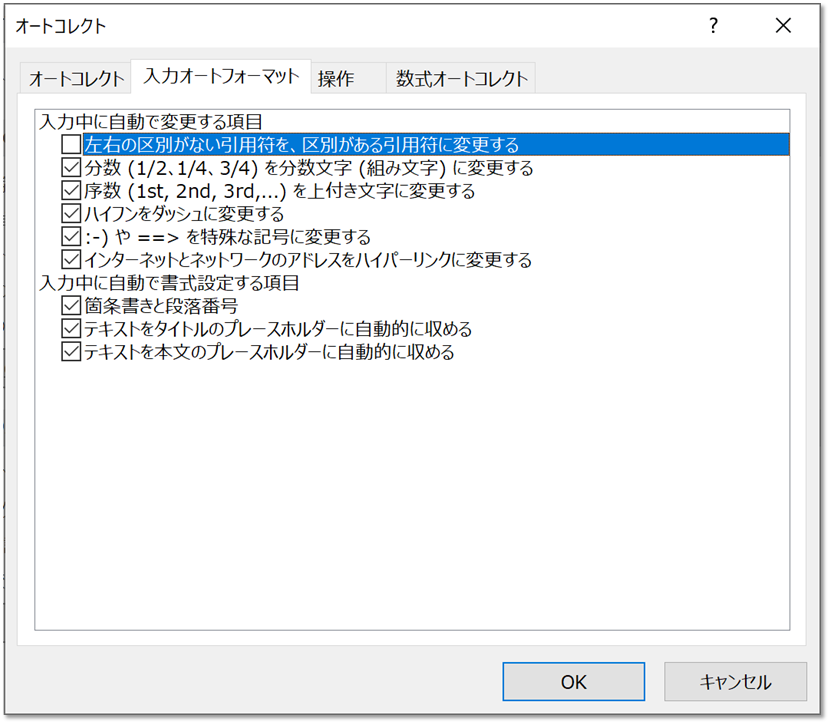 オートコレクト ?
オートコレクト 入力オートフォーマット 操作 数式オートコレクト
入力中に自動で変更する項目
左右の区別がない引用符を、区別がある引用符に変更する
分数 (1/2、1/4、3/4) を分数文字 (組み文字) に変更する
序数 (1st, 2nd, 3rd,...) を上付き文字に変更する
ハイフンをダッシュに変更する
:-) や ==> を特殊な記号に変更する
インターネットとネットワークのアドレスをハイパーリンクに変更する
入力中に自動で書式設定する項目
箇条書きと段落番号
テキストをタイトルのプレースホルダーに自動的に収める
テキストを本文のプレースホルダーに自動的に収める
OK キャンセル